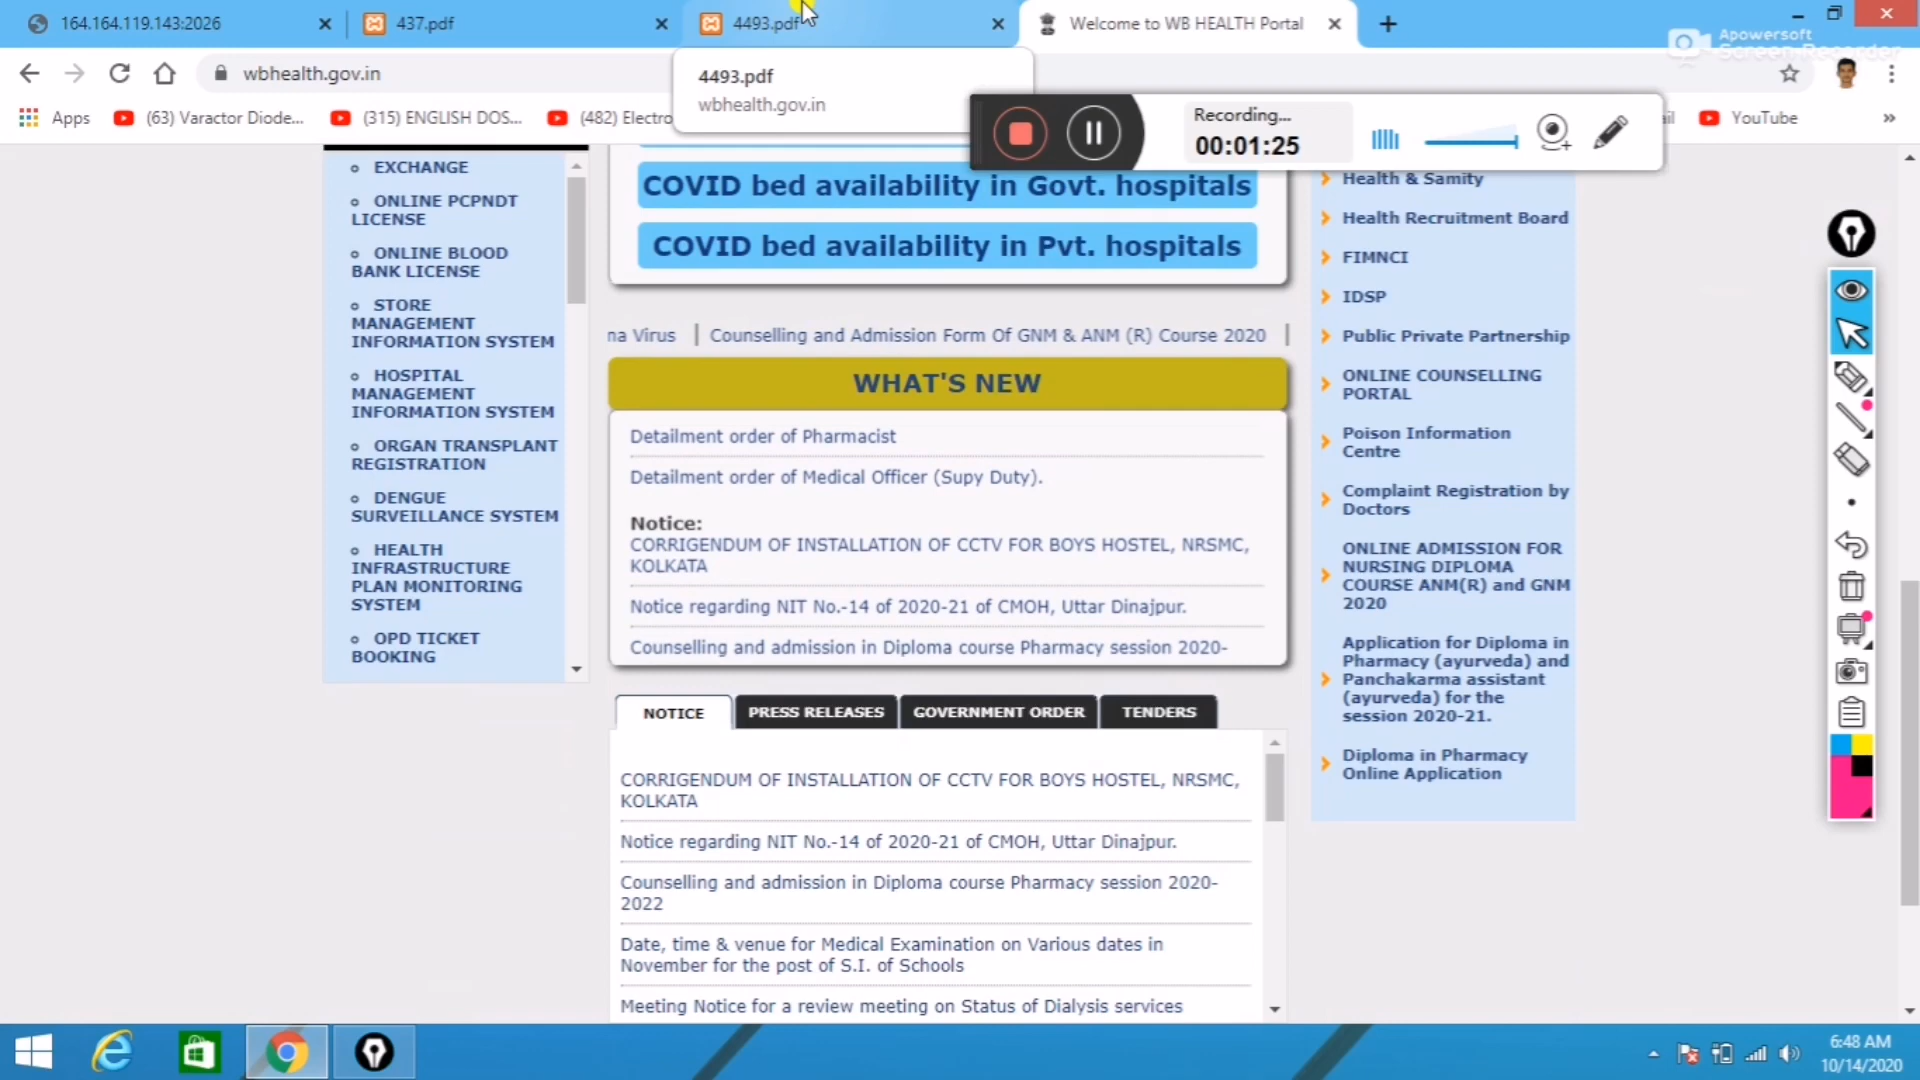 164.164.119.143:2026
437.pdf
4493.pdf
Welcome to WB HEALTH Portal
Apowersoft
Screen Recorder
wbhealth.gov.in
4493.pdf
wbhealth.gov.in
Apps
(63) Varactor Diode...
(315) ENGLISH DOS...
(482) Electro
YouTube
»
Recording...
00:01:25
EXCHANGE
ONLINE PCPNDT
LICENSE
ONLINE BLOOD
BANK LICENSE
STORE
MANAGEMENT
INFORMATION SYSTEM
HOSPITAL
MANAGEMENT
INFORMATION SYSTEM
ORGAN TRANSPLANT
REGISTRATION
DENGUE
SURVEILLANCE SYSTEM
HEALTH
INFRASTRUCTURE
PLAN MONITORING
SYSTEM
OPD TICKET
BOOKING
COVID bed availability in Govt. hospitals
COVID bed availability in Pvt. hospitals
na Virus | Counselling and Admission Form Of GNM & ANM (R) Course 2020 |
WHAT'S NEW
Detailment order of Pharmacist
Detailment order of Medical Officer (Supy Duty).
Notice:
CORRIGENDUM OF INSTALLATION OF CCTV FOR BOYS HOSTEL, NRSMC,
KOLKATA
Notice regarding NIT No.-14 of 2020-21 of CMOH, Uttar Dinajpur.
Counselling and admission in Diploma course Pharmacy session 2020-
NOTICE
PRESS RELEASES
GOVERNMENT ORDER
TENDERS
CORRIGENDUM OF INSTALLATION OF CCTV FOR BOYS HOSTEL, NRSMC,
KOLKATA
Notice regarding NIT No.-14 of 2020-21 of CMOH, Uttar Dinajpur.
Counselling and admission in Diploma course Pharmacy session 2020-
2022
Date, time & venue for Medical Examination on Various dates in
November for the post of S.I. of Schools
Meeting Notice for a review meeting on Status of Dialysis services
Health & Samity
Health Recruitment Board
FIMNCI
IDSP
Public Private Partnership
ONLINE COUNSELLING
PORTAL
Poison Information
Centre
Complaint Registration by
Doctors
ONLINE ADMISSION FOR
NURSING DIPLOMA
COURSE ANM(R) and GNM
2020
Application for Diploma in
Pharmacy (ayurveda) and
Panchakarma assistant
(ayurveda) for the
session 2020-21.
Diploma in Pharmacy
Online Application
6:48 AM
10/14/2020